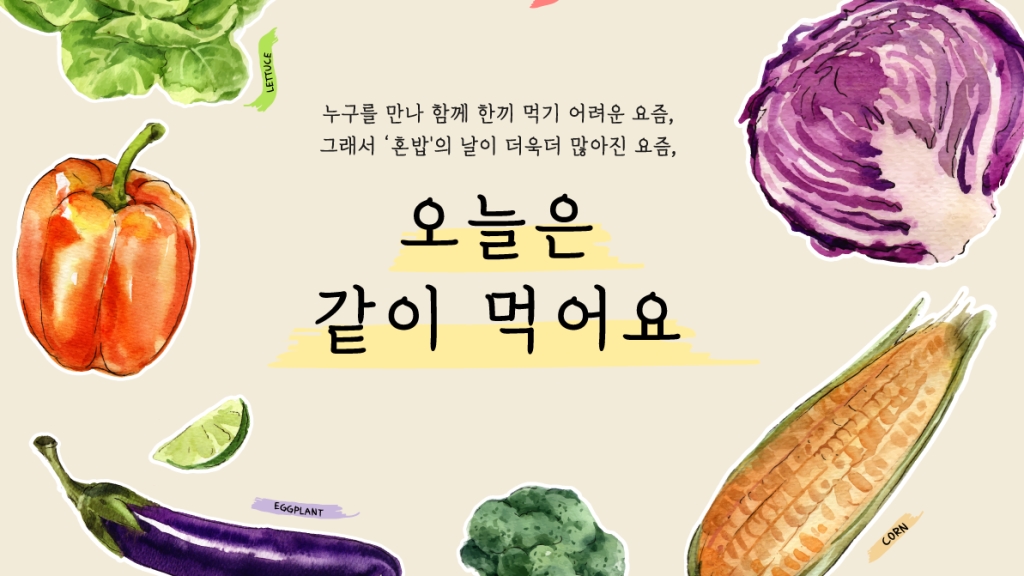 LETTUCE
누구를 만나 함께 한끼 먹기 어려운 요즘,
그래서 ‘혼밥'의 날이 더욱더 많아진 요즘,
오늘은
같이 먹어요
EGGPLANT
CORN